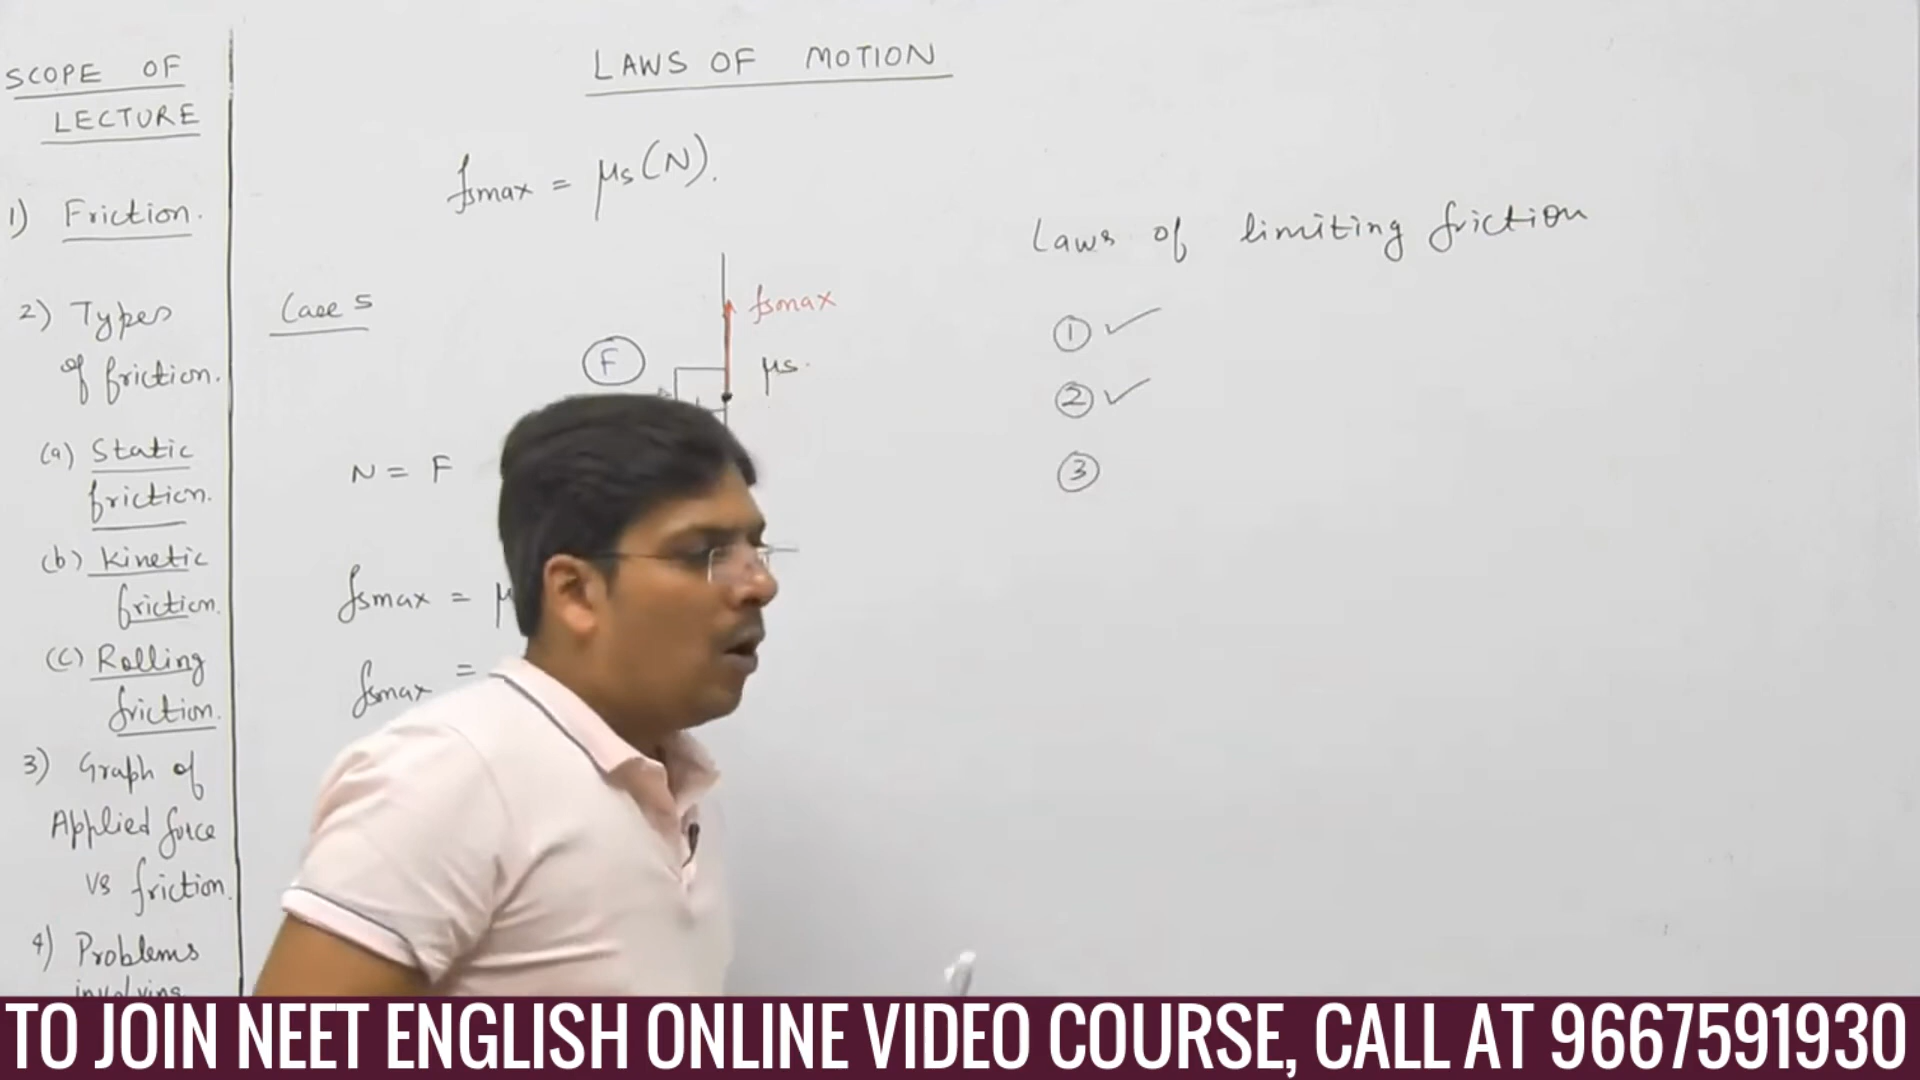 SCOPE OF
LECTURE
1) Friction.
2) Types
of friction.
(a) Static
friction.
(b) Kinetic
friction.
(c) Rolling
friction.
3) Graph of
Applied force
vs friction.
4) Problems
involving
LAWS OF MOTION
fsmax = μs(N).
Case 5
fsmax
F
μs.
N = F
fsmax = μ
fsmax =
Laws of limiting friction
① ✓
② ✓
③
TO JOIN NEET ENGLISH ONLINE VIDEO COURSE, CALL AT 9667591930